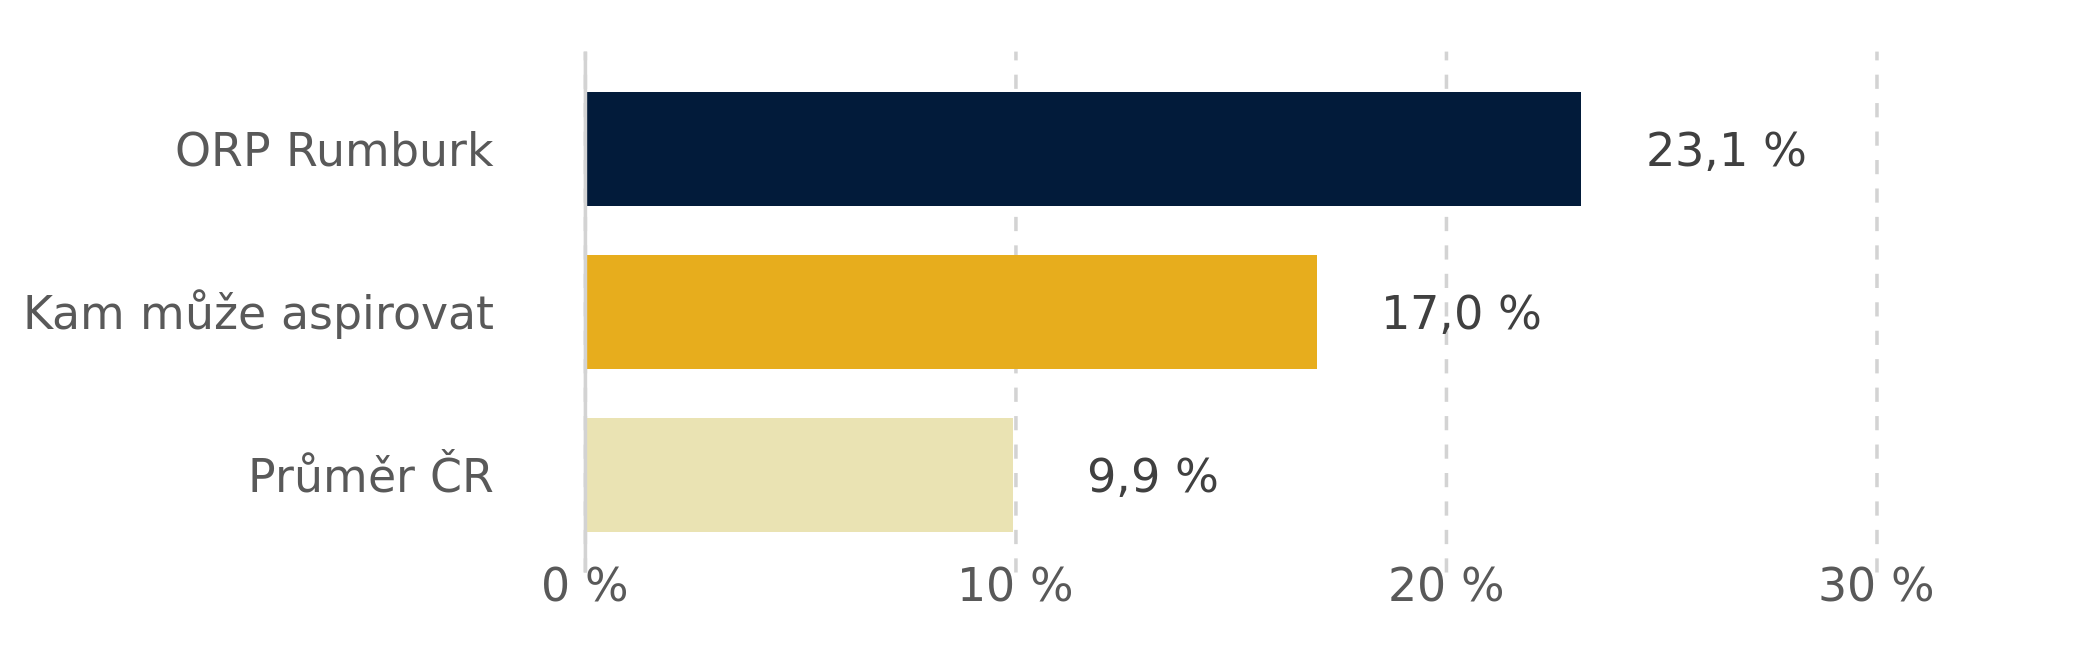 ORP Rumburk
23,1 %
Kam může aspirovat
17,0 %
Průměr ČR
9,9 %
0 %
10 %
20 %
30 %